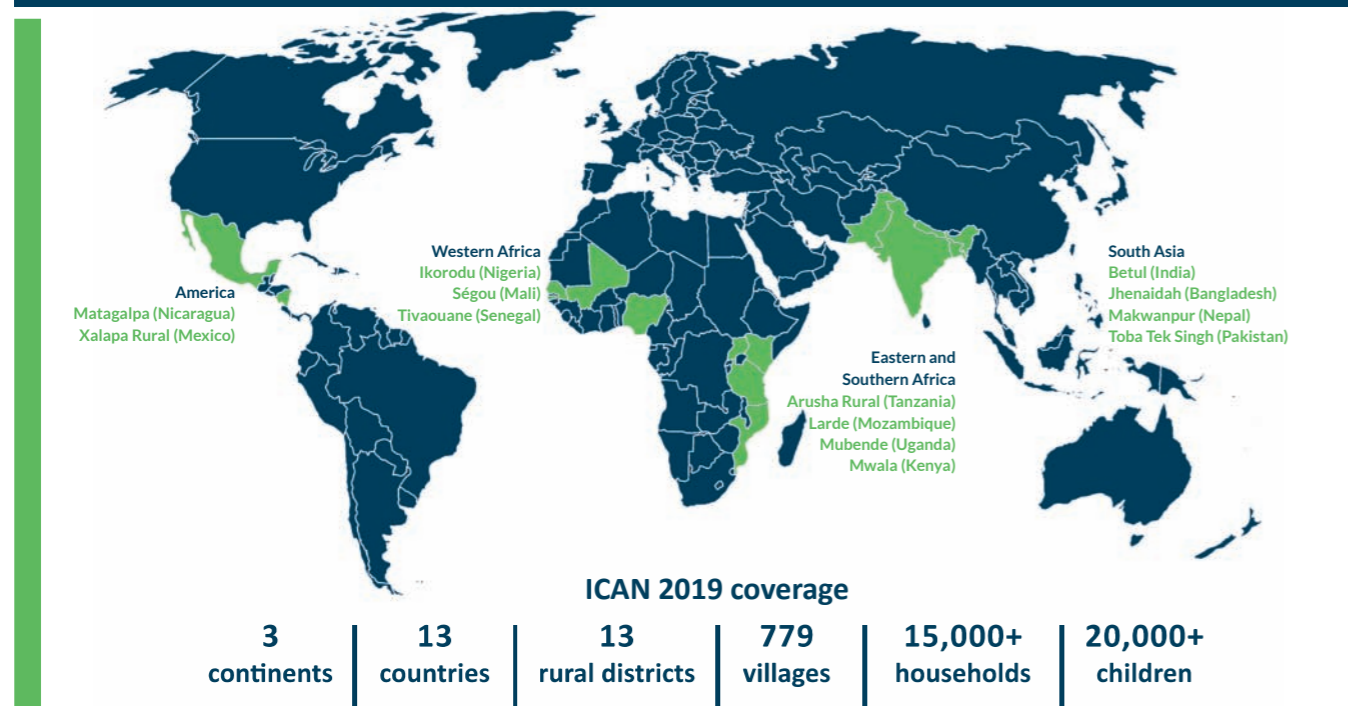 America
Matagalpa (Nicaragua)
Xalapa Rural (Mexico)
Western Africa
Ikorodu (Nigeria)
Ségou (Mali)
Tivaouane (Senegal)
Eastern and
Southern Africa
Arusha Rural (Tanzania)
Larde (Mozambique)
Mubende (Uganda)
Mwala (Kenya)
South Asia
Betul (India)
Jhenaidah (Bangladesh)
Makwanpur (Nepal)
Toba Tek Singh (Pakistan)
ICAN 2019 coverage
3
continents
13
countries
13
rural districts
779
villages
15,000+
households
20,000+
children